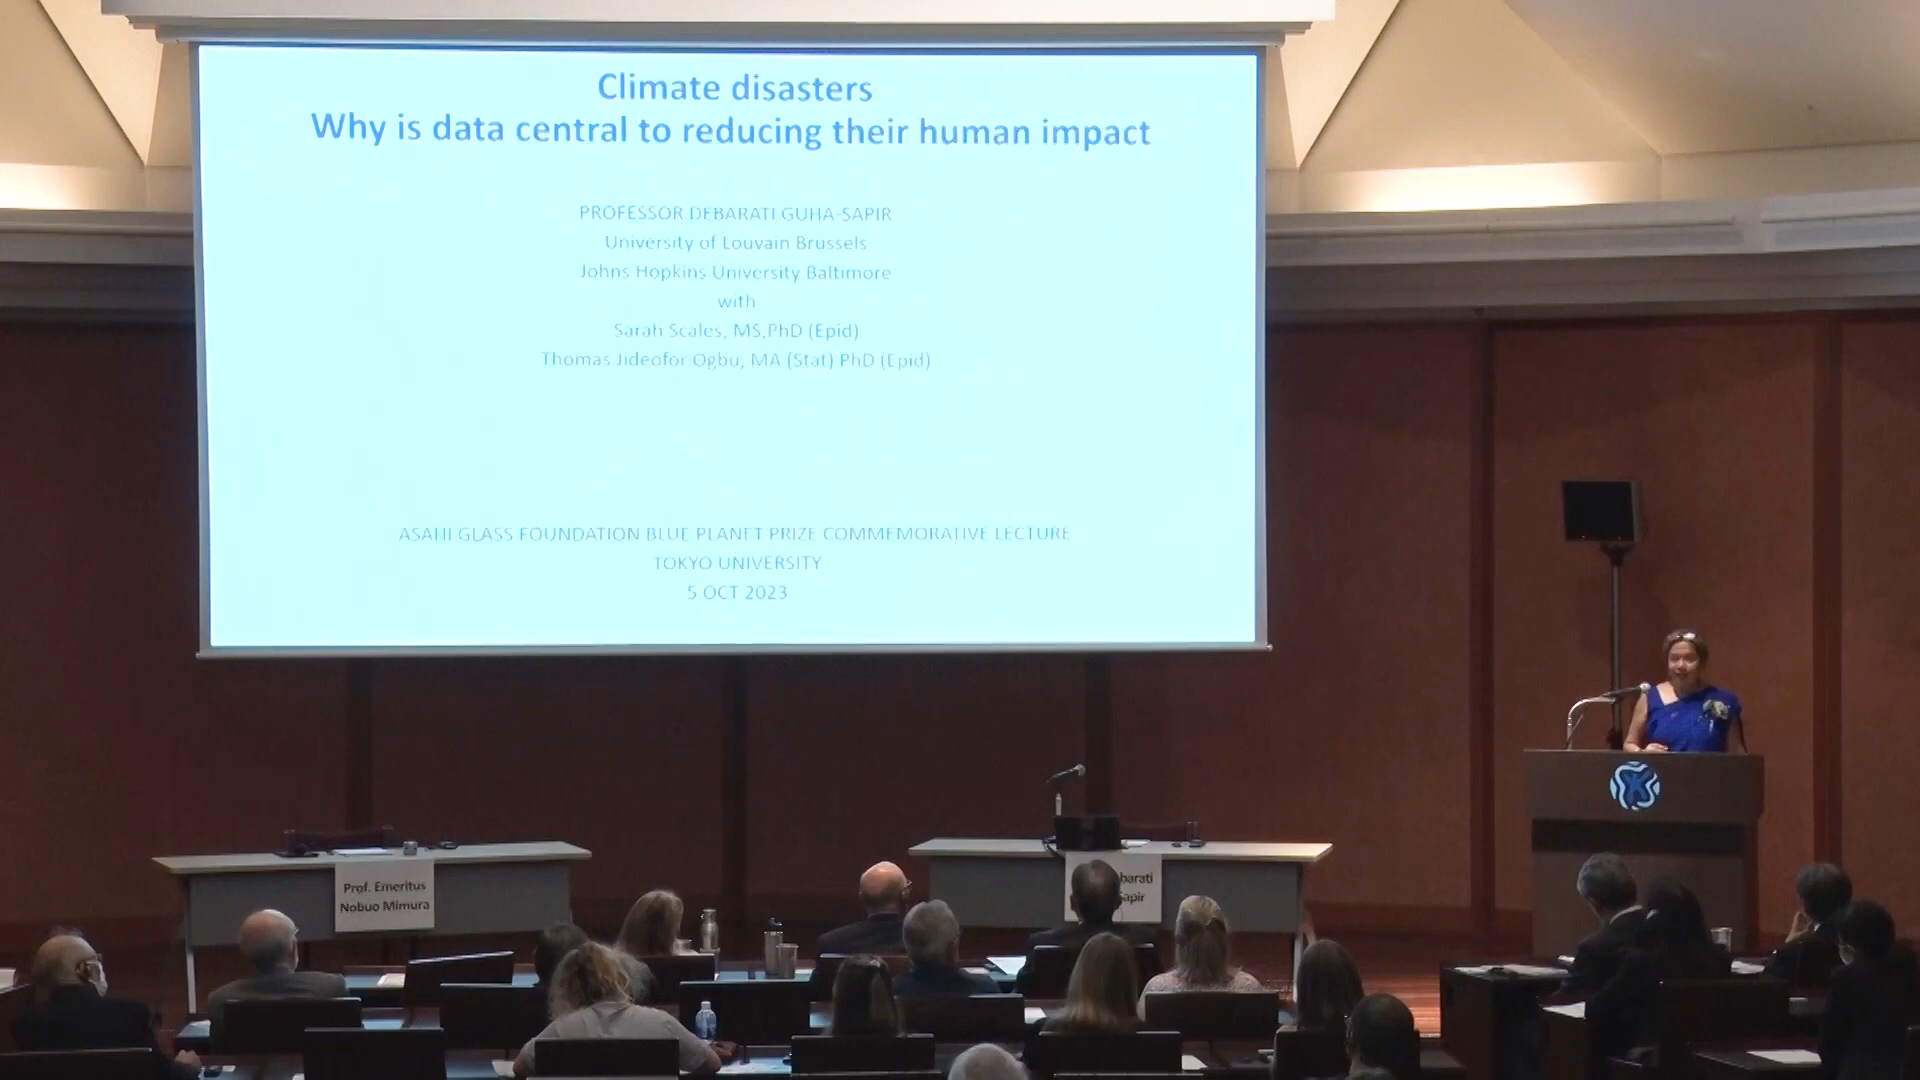 Climate disasters
Why is data central to reducing their human impact
PROFESSOR DEBARATI GUHA-SAPIR
University of Louvain Brussels
Johns Hopkins University Baltimore
with
Sarah Scales, MS,PhD (Epid)
Thomas Jideofor Ogbu, MA (Stat) PhD (Epid)
ASAHI GLASS FOUNDATION BLUE PLANET PRIZE COMMEMORATIVE LECTURE
TOKYO UNIVERSITY
5 OCT 2023
Prof. Emeritus
Nobuo Mimura
barati
apir